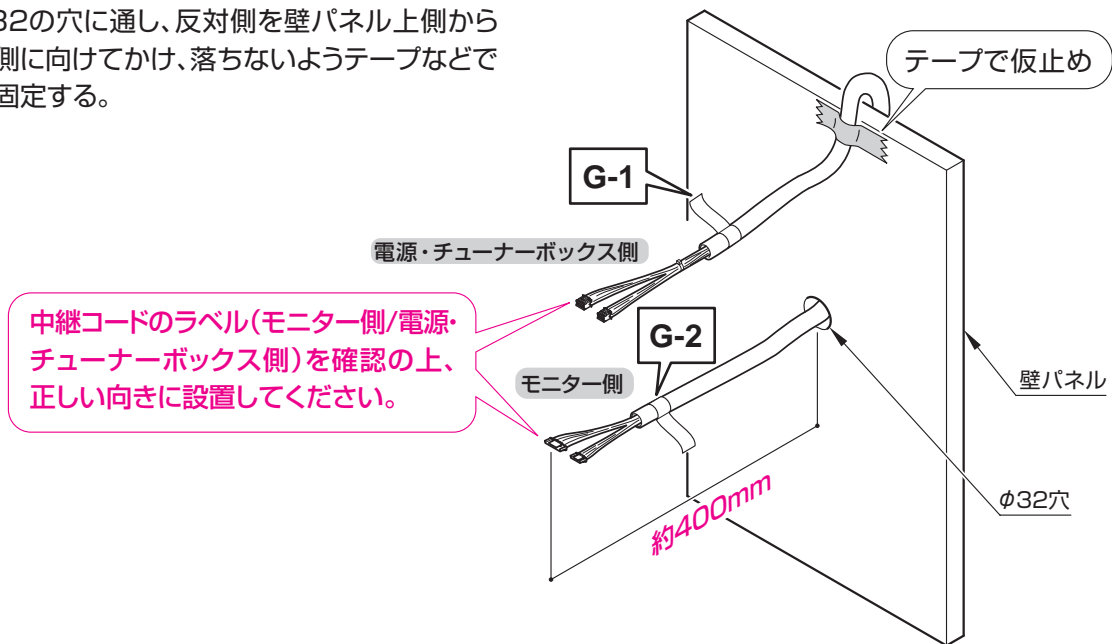 32の穴に通し、反対側を壁パネル上側から
側に向けてかけ、落ちないようテープなどで
固定する。
テープで仮止め
G-1
電源・チューナーボックス側
中継コードのラベル(モニター側/電源・
チューナーボックス側)を確認の上、
正しい向きに設置してください。
G-2
モニター側
壁パネル
φ32穴
約400mm